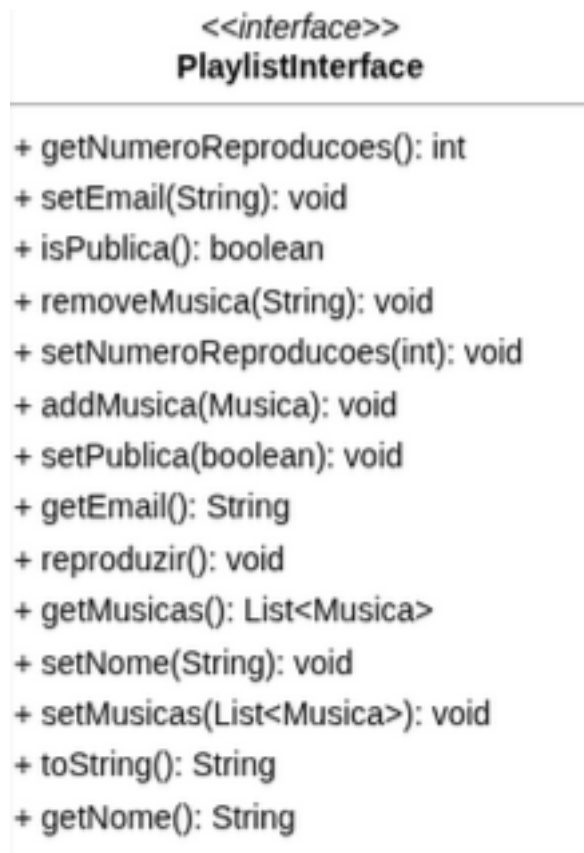 <<interface>>
PlaylistInterface
+ getNumeroReproducoes(): int
+ setEmail(String): void
+ isPublica(): boolean
+ removeMusica(String): void
+ setNumeroReproducoes(int): void
+ addMusica(Musica): void
+ setPublica(boolean): void
+ getEmail(): String
+ reproduzir(): void
+ getMusicas(): List<Musica>
+ setNome(String): void
+ setMusicas(List<Musica>): void
+ toString(): String
+ getNome(): String